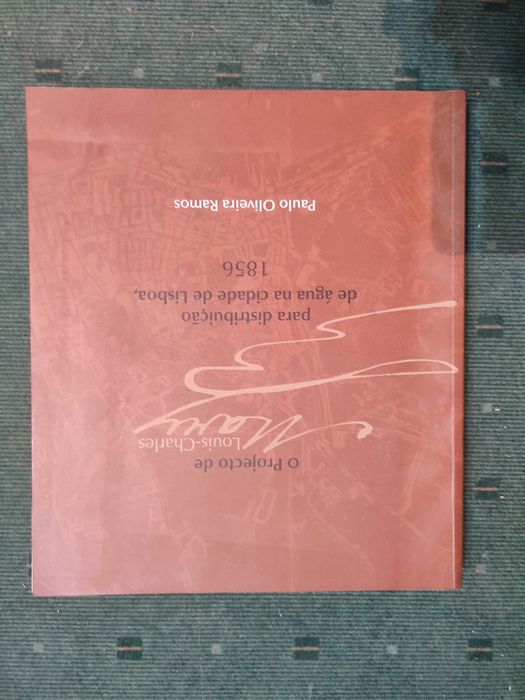 O Projecto de
Louis-Charles
Mary
para distribuição
de água na cidade de Lisboa,
1856
Paulo Oliveira Ramos